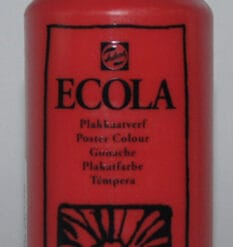 ECOLA
Plakkaatverf
Poster Colour
Gouache
Plakatfarbe
Témpera